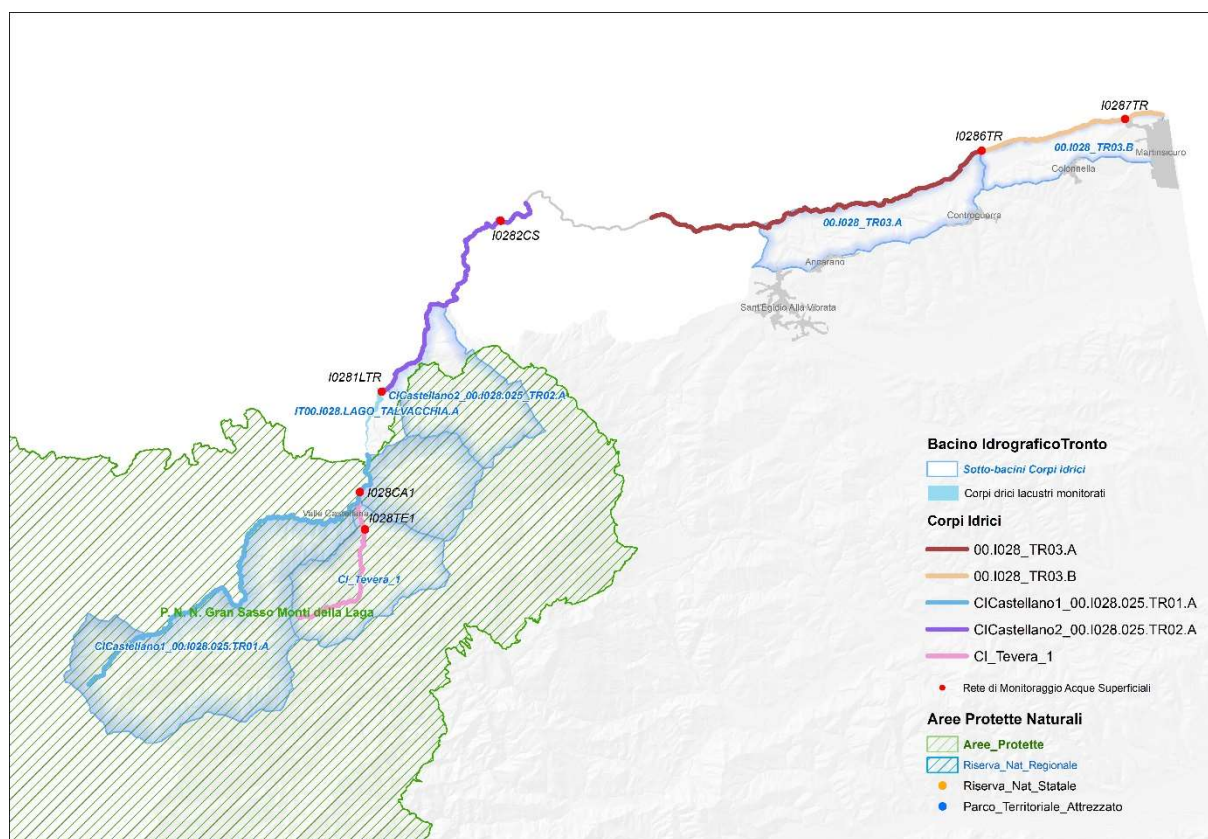 I0287TR
I0286TR
00.I028_TR03.B
Martinsicuro
Colonnella
Controguerra
00.I028_TR03.A
I0282CS
Ancarano
Sant'Egidio Alla Vibrata
I0281LTR
CICastellano2_00.I028.025_TR02.A
IT00.I028.LAGO_TALVACCHIA.A
I028CA1
Valle Castellana
I028TE1
CI_Tevera_1
P. N. N. Gran Sasso Monti della Laga
CICastellano1_00.I028.025.TR01.A
Bacino IdrograficoTronto
Sotto-bacini Corpi idrici
Corpi drici lacustri monitorati
Corpi Idrici
00.I028_TR03.A
00.I028_TR03.B
CICastellano1_00.I028.025.TR01.A
CICastellano2_00.I028.025.TR02.A
CI_Tevera_1
Rete di Monitoraggio Acque Superficiali
Aree Protette Naturali
Aree_Protette
Riserva_Nat_Regionale
Riserva_Nat_Statale
Parco_Territoriale_Attrezzato